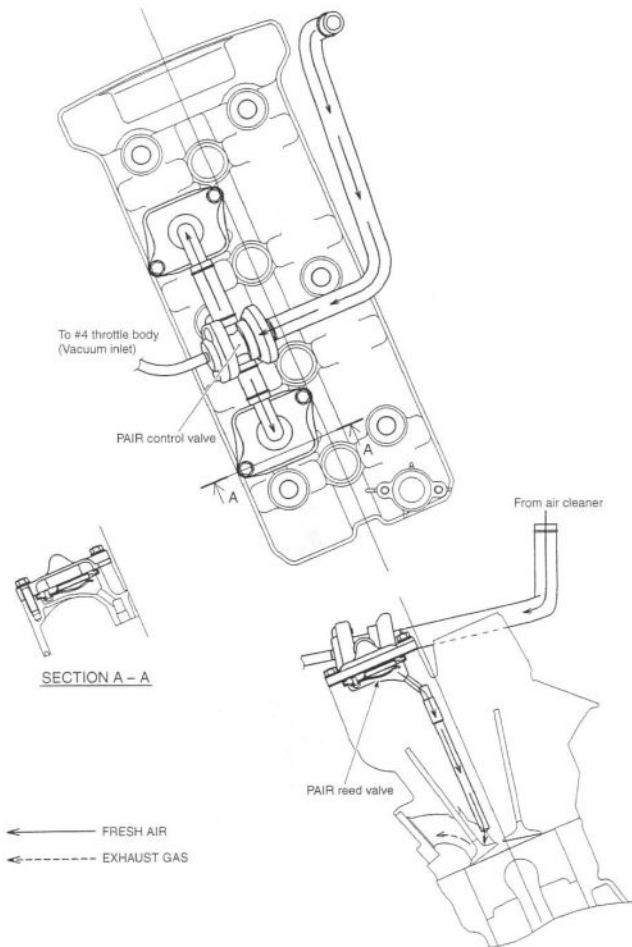 To #4 throttle body
(Vacuum inlet)
PAIR control valve
A
A
From air cleaner
SECTION A – A
PAIR reed valve
FRESH AIR
EXHAUST GAS